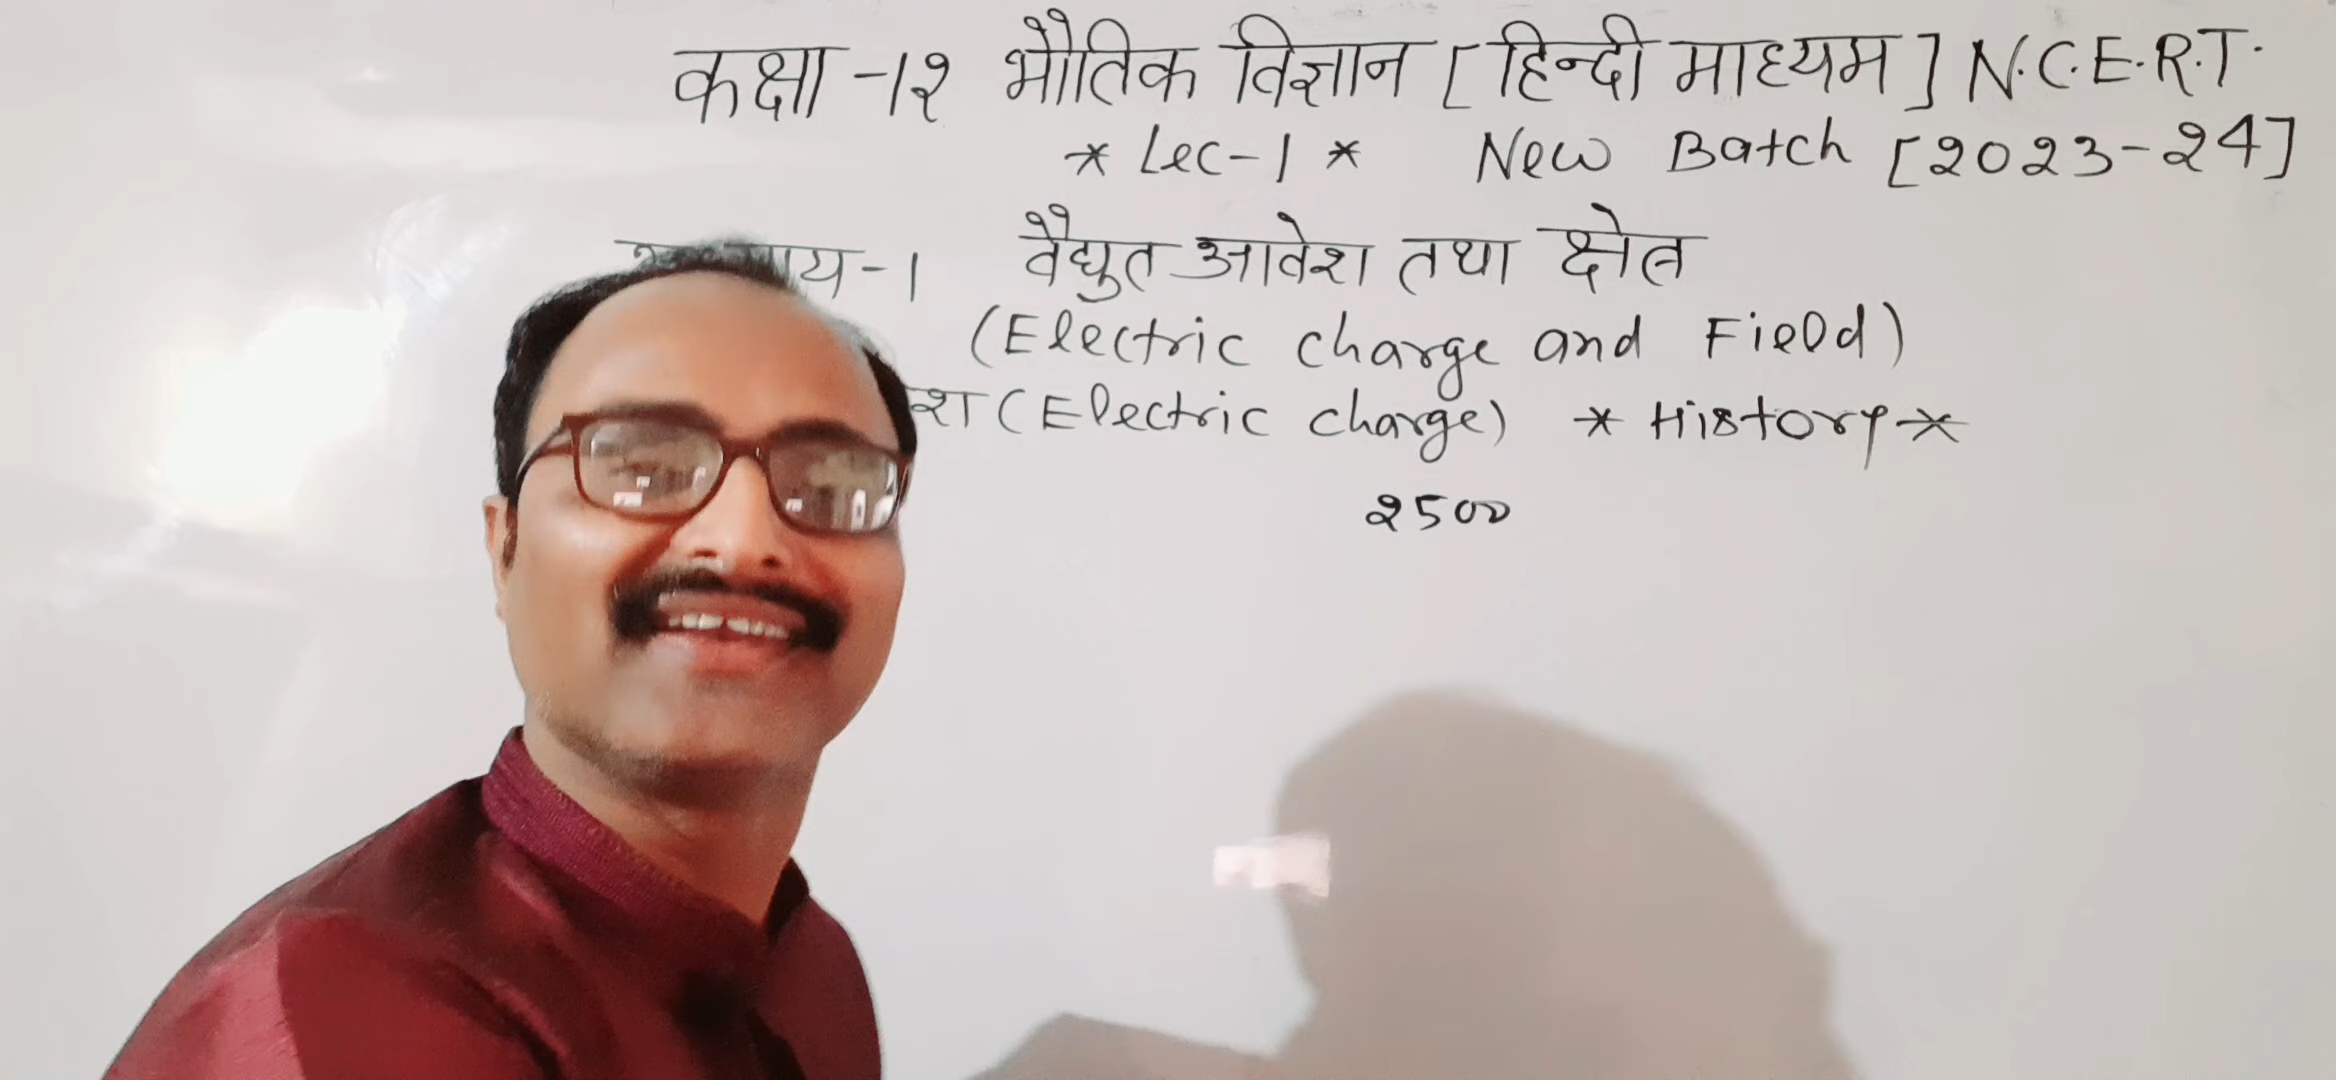 कक्षा -12 भौतिक विज्ञान [हिन्दी माध्यम] N.C.E.R.T.
* Lec-1 * New Batch [2023-24]
-1 वैद्युत आवेश तथा क्षेत्र
(Electric charge and Field)
(Electric charge) * History *
2500